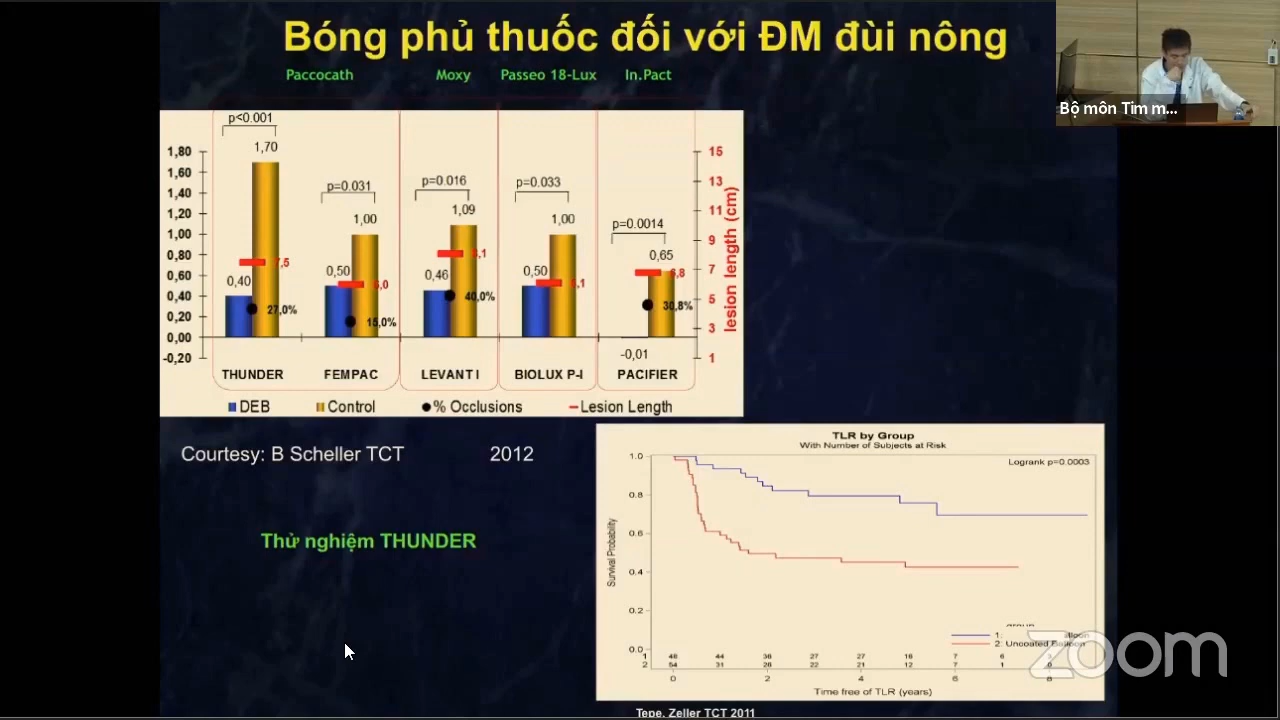 Bóng phủ thuốc đối với ĐM đùi nông
Paccocath Moxy Passeo 18-Lux In.Pact
Bộ môn Tim m...
p<0.001
1,70
p=0.031
1,00
p=0.016
1,09
p=0.033
1,00
p=0.0014
0,65
1,80
1,60
1,40
1,20
1,00
0,80
0,60
0,40
0,20
0,00
-0,20
0,40
27,0%
0,50
15,0%
0,46
40,0%
0,50
30,8%
-0,01
15
13
11
9
7
5
3
1
lesion length (cm)
THUNDER FEMPAC LEVANT I BIOLUX P-I PACIFIER
DEB Control % Occlusions Lesion Length
Courtesy: B Scheller TCT 2012
Thử nghiệm THUNDER
TLR by Group
With Number of Subjects at Risk
Logrank p=0.0003
Survival Probability
1.0
0.8
0.6
0.4
0.2
0.0
group
1:
2: Uncoated Balloon
1 48 44 36 27 27 16 7 6
2 54 31 26 22 21 12 7 1
0 2 4 6 8
Time free of TLR (years)
Tepe, Zeller TCT 2011
zoom